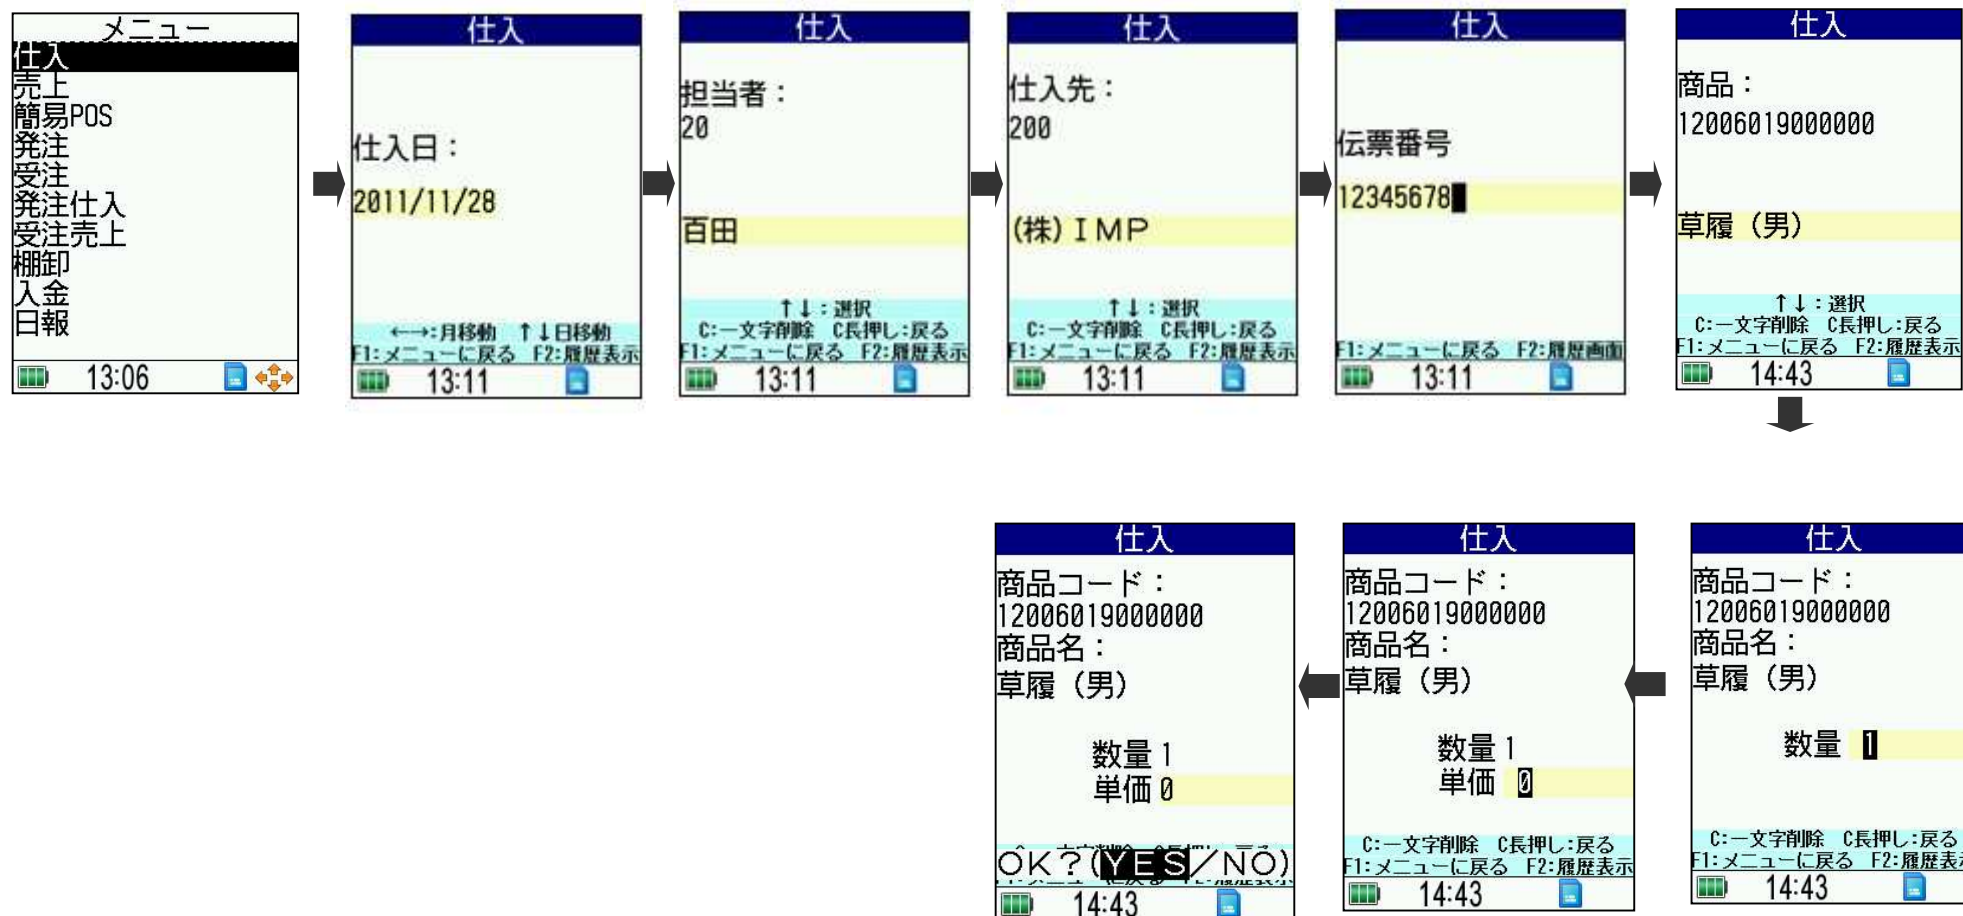 メニュー
仕入
売上
簡易POS
発注
受注
発注仕入
受注売上
棚卸
入金
日報
13:06
仕入
仕入日：
2011/11/28
←→:月移動 ↑↓日移動
F1:メニューに戻る F2:履歴表示
13:11
仕入
担当者：
20
百田
↑↓：選択
C:一文字削除 C長押し:戻る
F1:メニューに戻る F2:履歴表示
13:11
仕入
仕入先：
200
(株)ＩＭＰ
↑↓：選択
C:一文字削除 C長押し:戻る
F1:メニューに戻る F2:履歴表示
13:11
仕入
伝票番号
12345678
F1:メニューに戻る F2:履歴画面
13:11
仕入
商品：
12006019000000
草履（男）
↑↓：選択
C:一文字削除 C長押し:戻る
F1:メニューに戻る F2:履歴表示
14:43
仕入
商品コード：
12006019000000
商品名：
草履（男）
数量 1
C:一文字削除 C長押し:戻る
F1:メニューに戻る F2:履歴表
14:43
仕入
商品コード：
12006019000000
商品名：
草履（男）
数量 1
単価 0
C:一文字削除 C長押し:戻る
F1:メニューに戻る F2:履歴表示
14:43
仕入
商品コード：
12006019000000
商品名：
草履（男）
数量 1
単価 0
OK？(YES／NO)
14:43